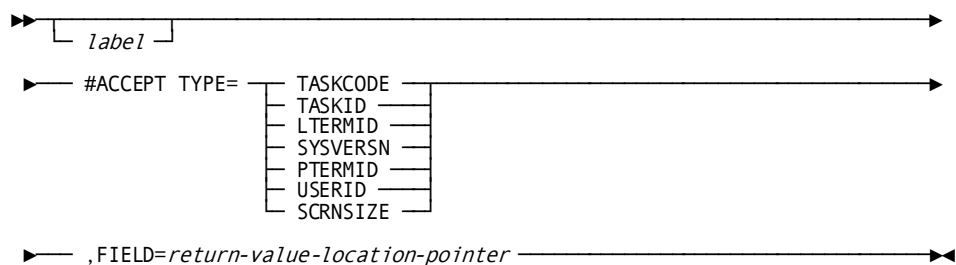 label
#ACCEPT TYPE= TASKCODE
TASKID
LTERMID
SYSVERSN
PTERMID
USERID
SCRNSIZE
,FIELD=return-value-location-pointer